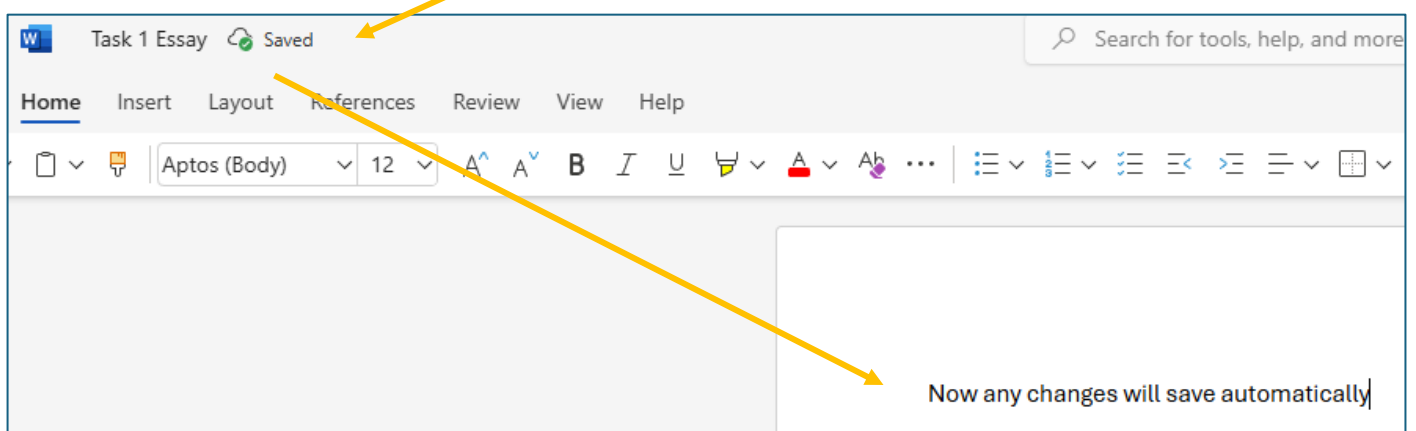 W Task 1 Essay Saved Search for tools, help, and more
Home Insert Layout References Review View Help
Aptos (Body) 12 A A B I U A Ab ...
Now any changes will save automatically